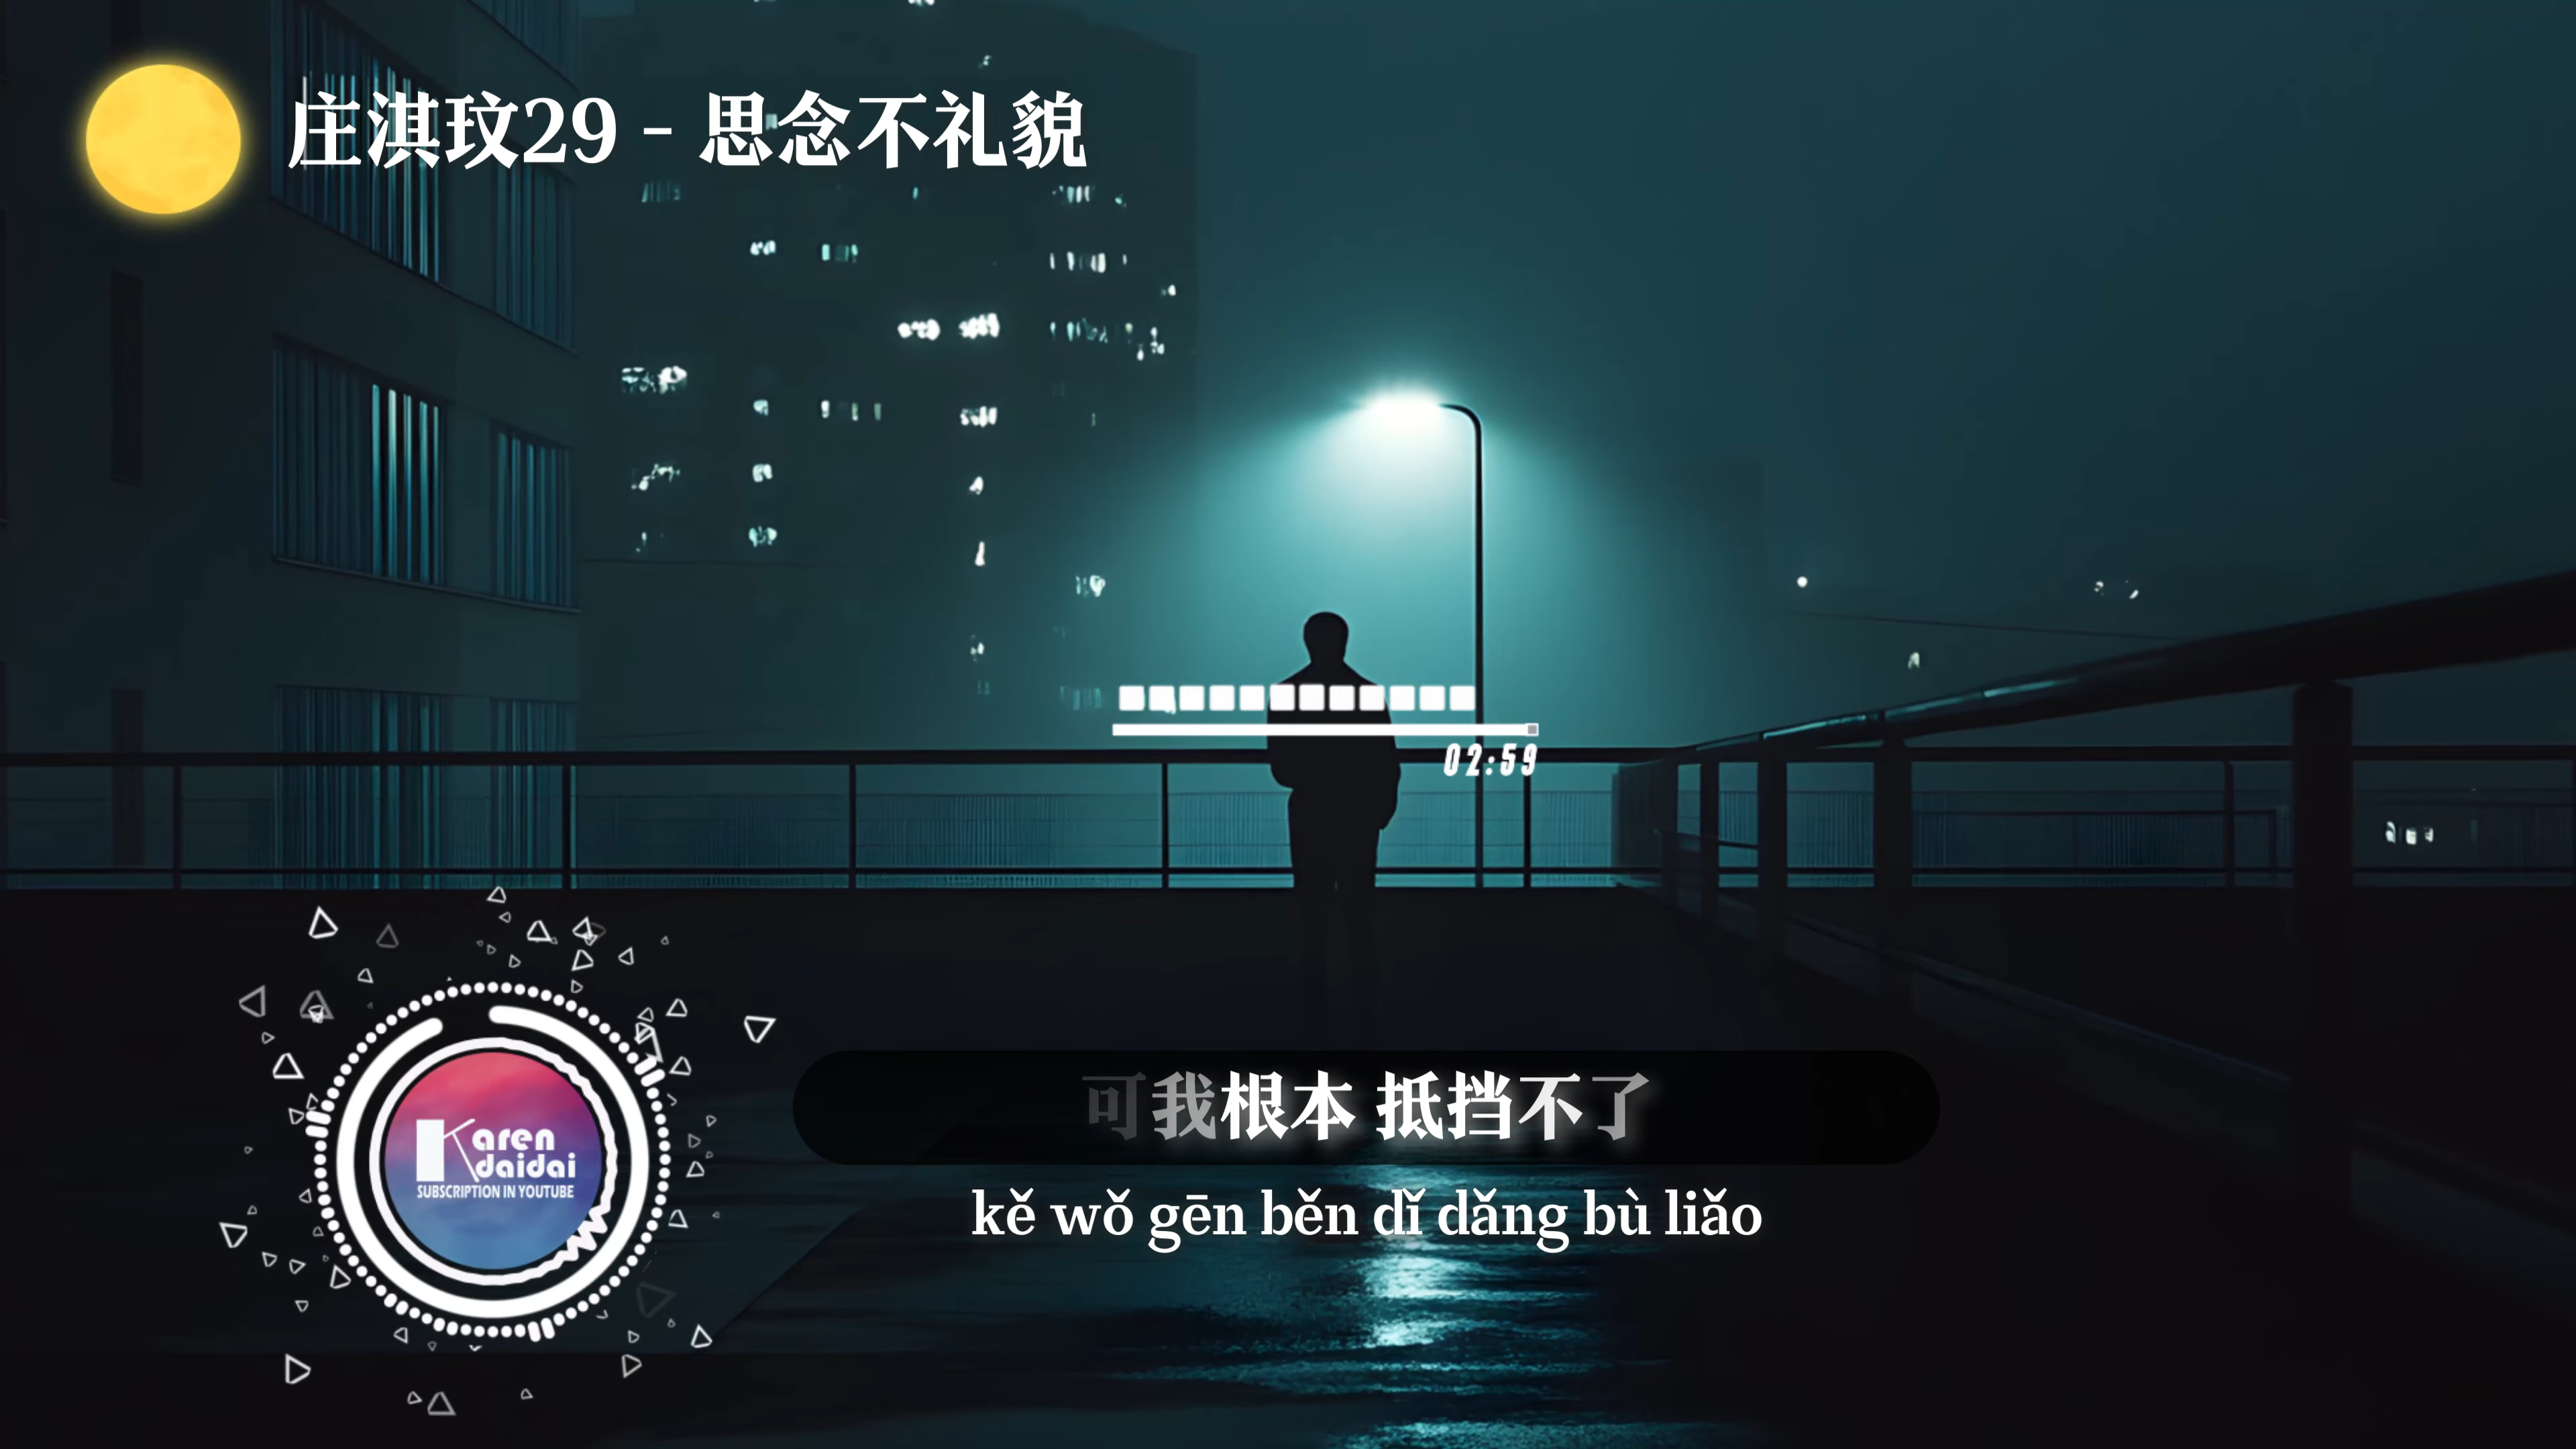 庄淇玟29 - 思念不礼貌
02:59
Karen
daidai
SUBSCRIPTION IN YOUTUBE
可我根本 抵挡不了
kě wǒ gēn běn dǐ dǎng bù liǎo